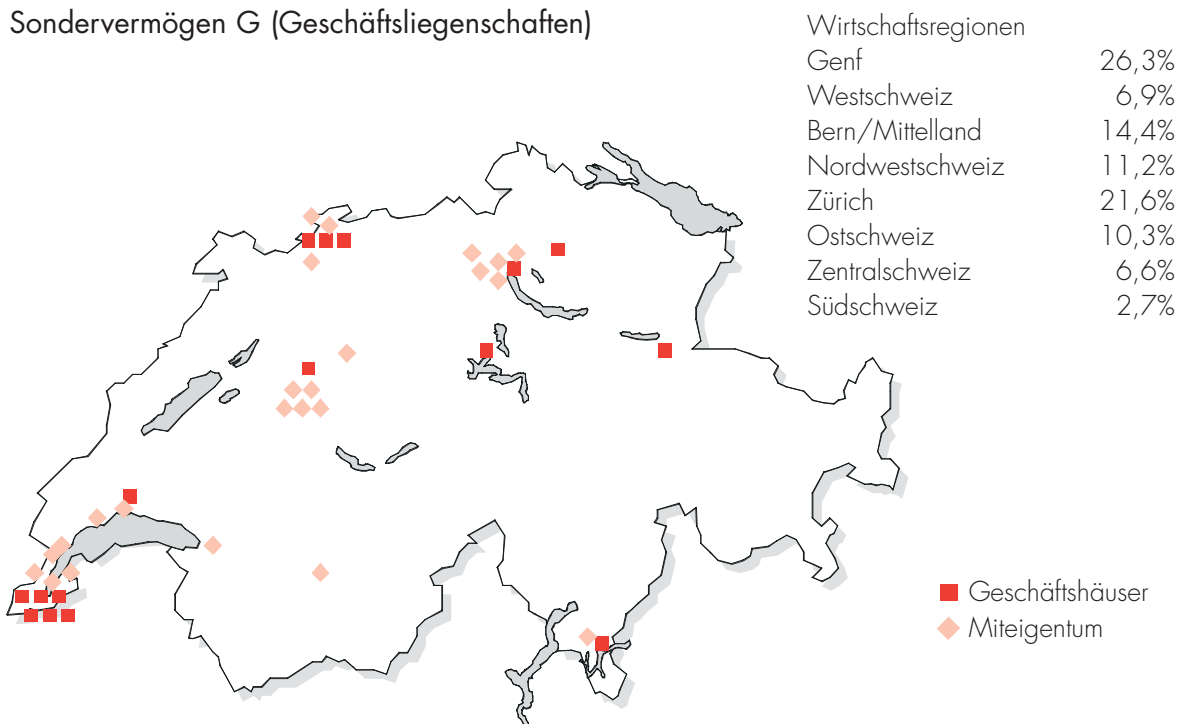 Sondervermögen G (Geschäftsliegenschaften)
Wirtschaftsregionen
Genf 26,3%
Westschweiz 6,9%
Bern/Mittelland 14,4%
Nordwestschweiz 11,2%
Zürich 21,6%
Ostschweiz 10,3%
Zentralschweiz 6,6%
Südschweiz 2,7%
Geschäftshäuser
Miteigentum